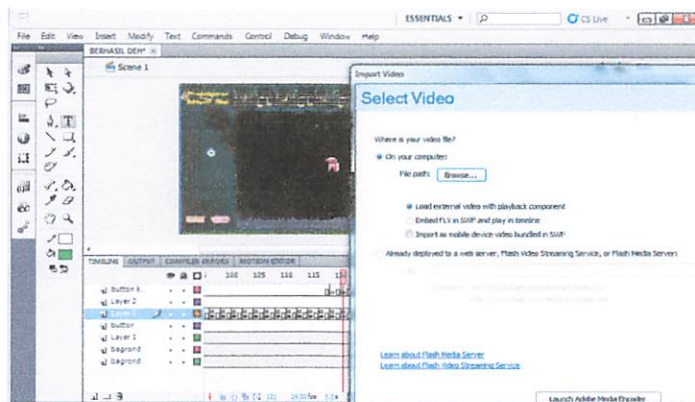 ESSENTIALS
CS Live
File Edit View Insert Modify Text Commands Control Debug Window Help
BERHASIL DEH* ×
Scene 1
Import Video
Select Video
Where is your video file?
On your computer:
File path: Browse...
Load external video with playback component
Embed FLV in SWF and play in timeline
Import as mobile device video bundled in SWF
Already deployed to a web server, Flash Video Streaming Service, or Flash Media Server:
Learn about Flash Media Server
Learn about Flash Video Streaming Service
Launch Adobe Media Encoder
TIMELINE OUTPUT COMPILER ERRORS MOTION EDITOR
100 105 110 115
button k..
Layer 2
button
Layer 1
bagrond
bagrond